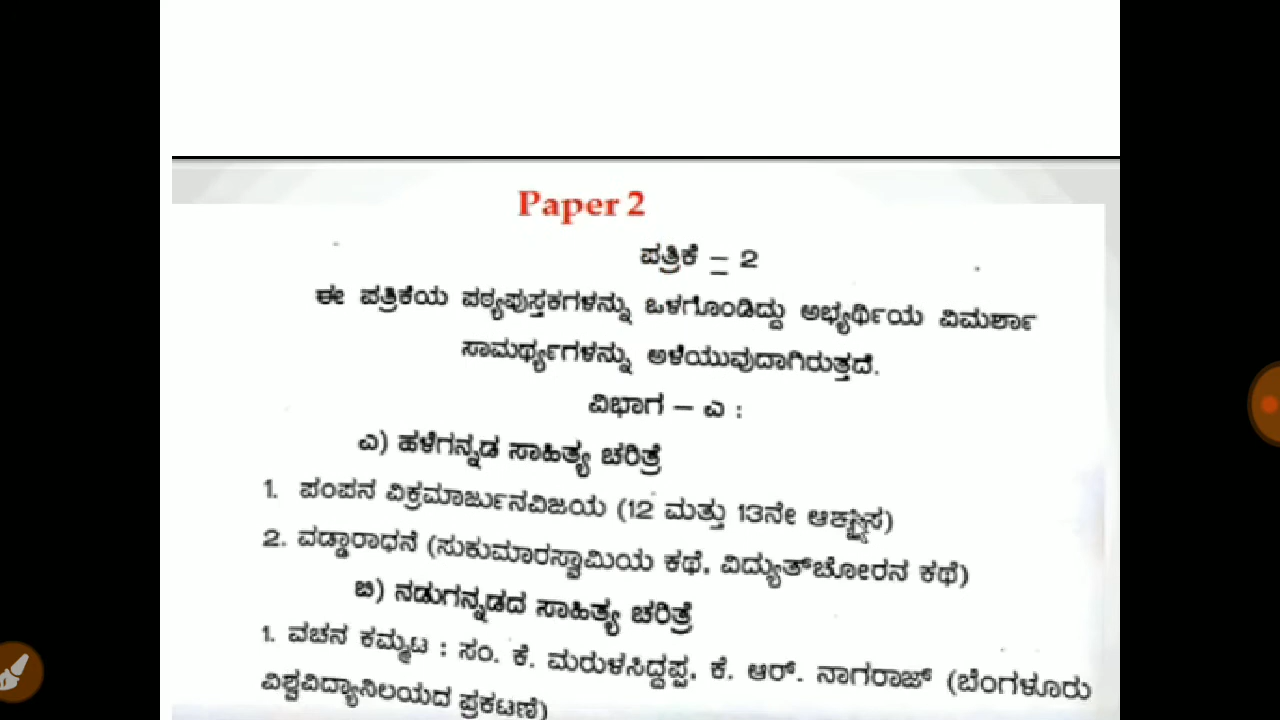 Paper 2
ಪತ್ರಿಕೆ – 2
ಈ ಪತ್ರಿಕೆಯ ಪಠ್ಯಪುಸ್ತಕಗಳನ್ನು ಒಳಗೊಂಡಿದ್ದು ಅಭ್ಯರ್ಥಿಯ ವಿಮರ್ಶಾ
ಸಾಮರ್ಥ್ಯಗಳನ್ನು ಅಳೆಯುವುದಾಗಿರುತ್ತದೆ.
ವಿಭಾಗ – ಎ :
ಎ) ಹಳೆಗನ್ನಡ ಸಾಹಿತ್ಯ ಚರಿತ್ರೆ
1. ಪಂಪನ ವಿಕ್ರಮಾರ್ಜುನವಿಜಯ (12 ಮತ್ತು 13ನೇ
2. ವಡ್ಡಾರಾಧನೆ (ಸುಕುಮಾರಸ್ವಾಮಿಯ ಕಥೆ, ವಿದ್ಯುತ್‌ಚೋರನ ಕಥೆ)
ಬಿ) ನಡುಗನ್ನಡದ ಸಾಹಿತ್ಯ ಚರಿತ್ರೆ
1. ವಚನ ಕಮ್ಮಟ : ಸಂ. ಕೆ. ಮರುಳಸಿದ್ದಪ್ಪ, ಕೆ. ಆರ್. ನಾಗರಾಜ್ (ಬೆಂಗಳೂರು
ವಿಶ್ವವಿದ್ಯಾನಿಲಯದ ಪ್ರಕಟಣೆ)